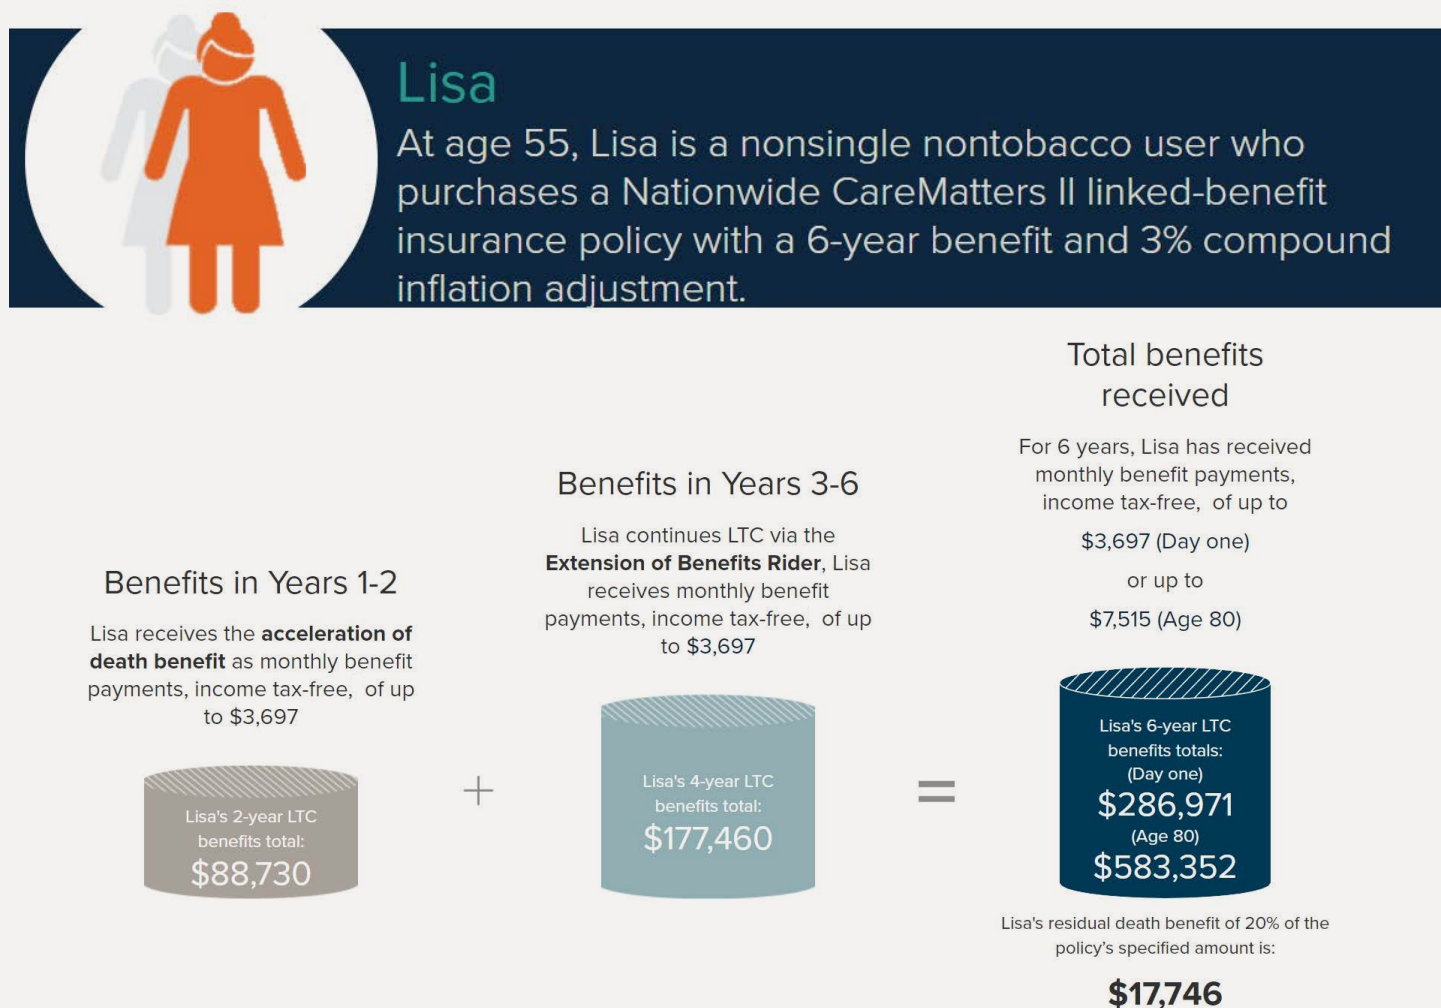 Lisa
At age 55, Lisa is a nonsingle nontobacco user who
purchases a Nationwide CareMatters II linked-benefit
insurance policy with a 6-year benefit and 3% compound
inflation adjustment.
Benefits in Years 1-2
Lisa receives the acceleration of
death benefit as monthly benefit
payments, income tax-free, of up
to $3,697
Lisa's 2-year LTC
benefits total:
$88,730
+
Benefits in Years 3-6
Lisa continues LTC via the
Extension of Benefits Rider, Lisa
receives monthly benefit
payments, income tax-free, of up
to $3,697
Lisa's 4-year LTC
benefits total:
$177,460
=
Total benefits
received
For 6 years, Lisa has received
monthly benefit payments,
income tax-free, of up to
$3,697 (Day one)
or up to
$7,515 (Age 80)
Lisa's 6-year LTC
benefits totals:
(Day one)
$286,971
(Age 80)
$583,352
Lisa's residual death benefit of 20% of the
policy's specified amount is:
$17,746